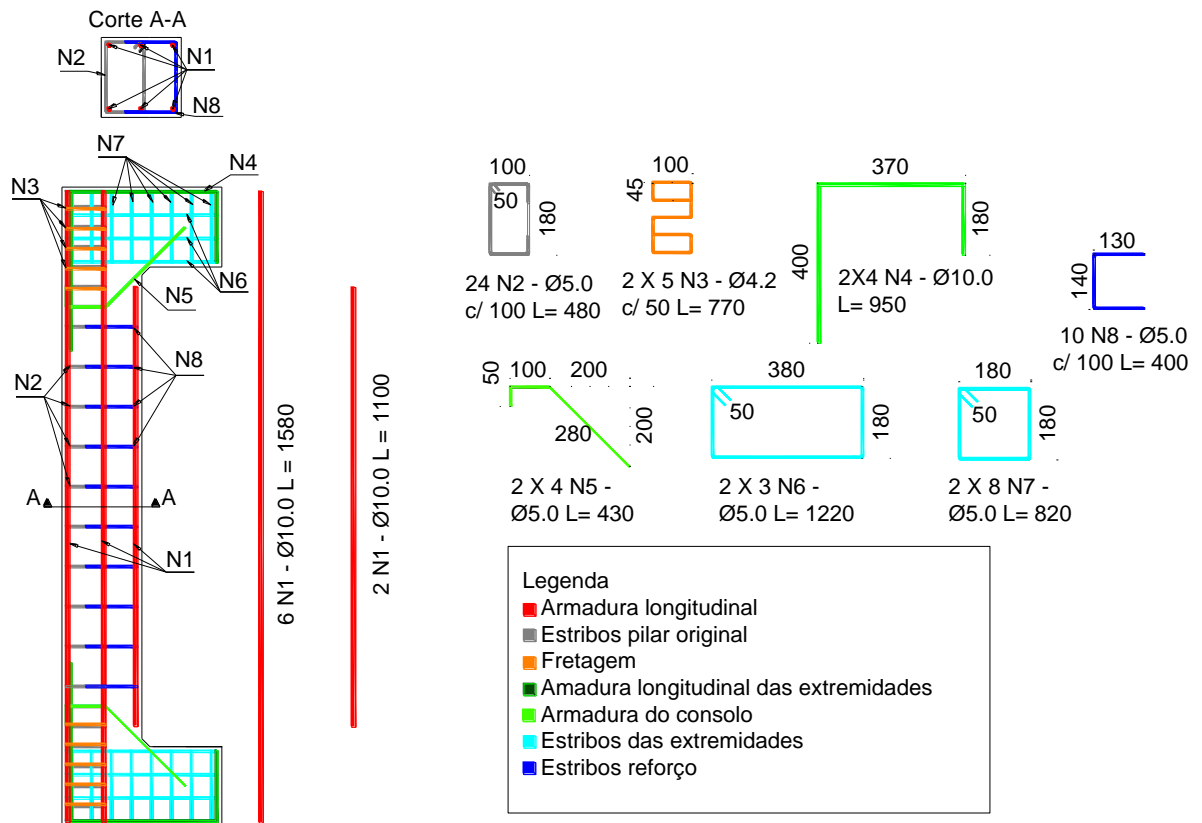 Corte A-A
N2
N1
N8
N7
N4
N3
N6
N5
N8
N2
A
A
N1
6 N1 - Ø10.0 L = 1580
2 N1 - Ø10.0 L = 1100
100
50
180
24 N2 - Ø5.0
c/ 100 L= 480
100
45
2 X 5 N3 - Ø4.2
c/ 50 L= 770
370
400
180
2X4 N4 - Ø10.0
L= 950
130
140
10 N8 - Ø5.0
c/ 100 L= 400
50
100
200
280
200
2 X 4 N5 -
Ø5.0 L= 430
380
50
180
2 X 3 N6 -
Ø5.0 L= 1220
180
50
180
2 X 8 N7 -
Ø5.0 L= 820
Legenda
Armadura longitudinal
Estribos pilar original
Fretagem
Amadura longitudinal das extremidades
Armadura do consolo
Estribos das extremidades
Estribos reforço